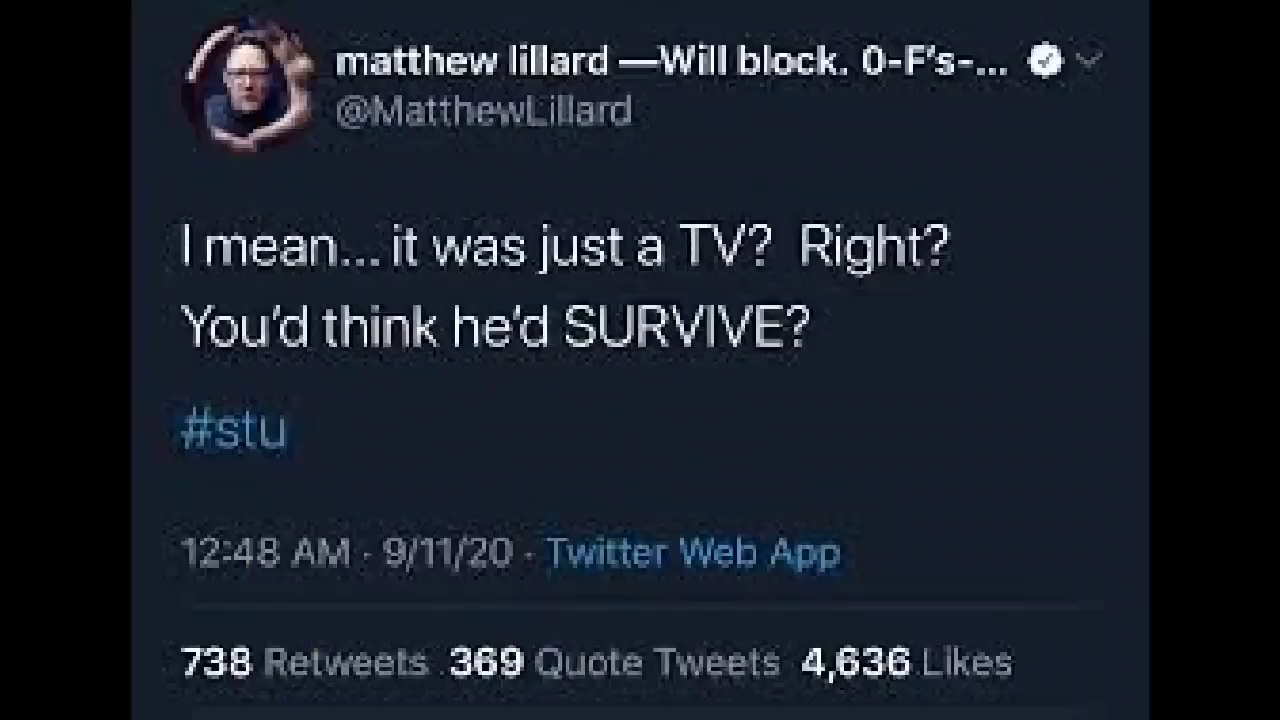 matthew lillard —Will block. 0-F's-...
@MatthewLillard
I mean... it was just a TV?  Right?
You'd think he'd SURVIVE?
#stu
12:48 AM · 9/11/20 · Twitter Web App
738 Retweets 369 Quote Tweets 4,636 Likes